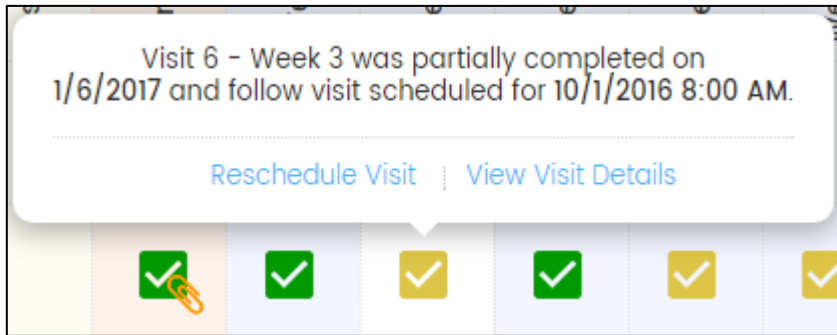 Visit 6 - Week 3 was partially completed on
1/6/2017 and follow visit scheduled for 10/1/2016 8:00 AM.
Reschedule Visit
View Visit Details